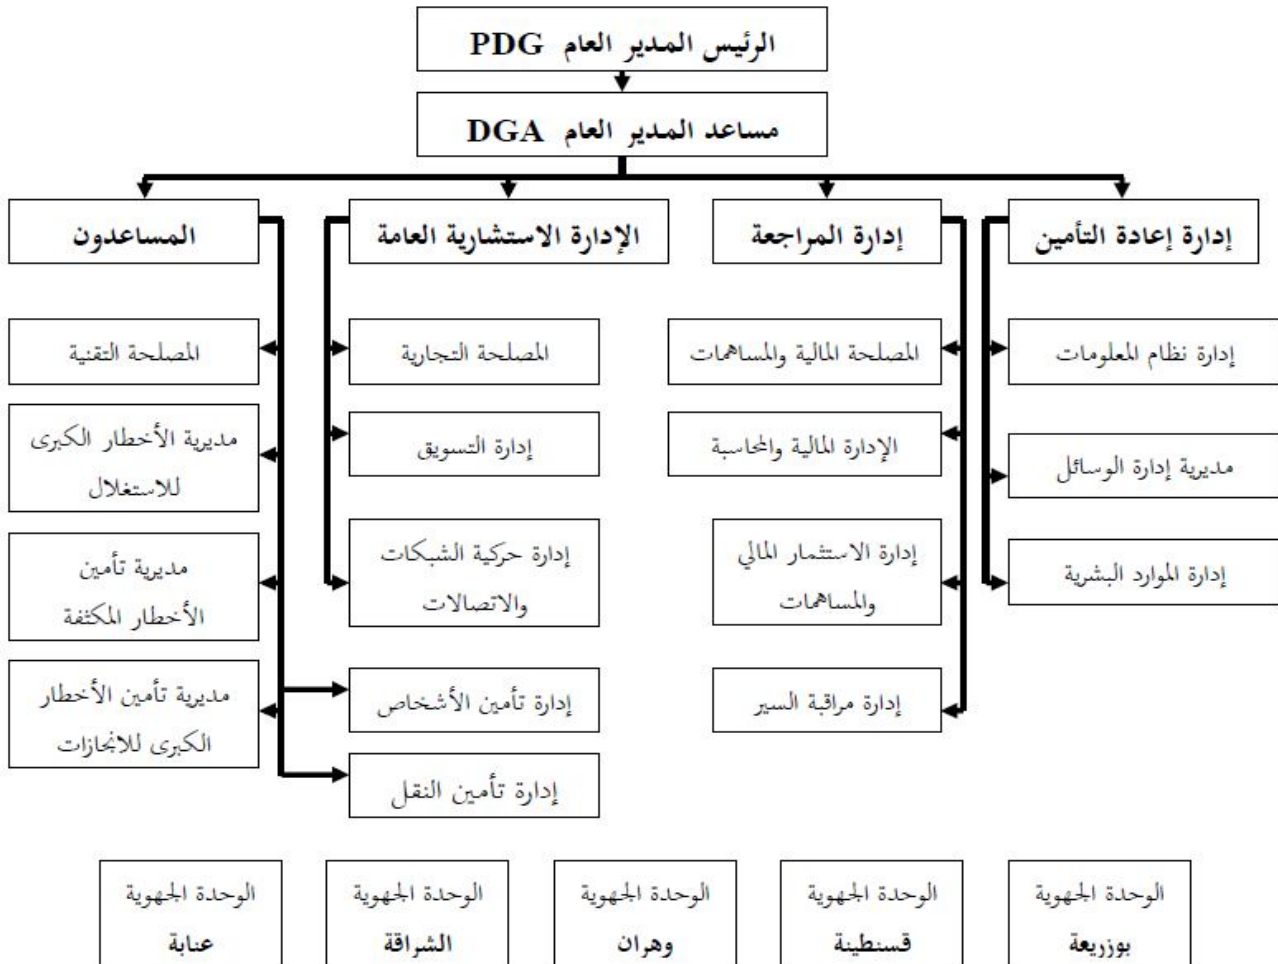 الرئيس المدير العام PDG
مساعد المدير العام DGA
إدارة إعادة التأمين
إدارة المراجعة
الإدارة الاستشارية العامة
المساعدون
إدارة نظام المعلومات
المصلحة المالية والمساهمات
المصلحة التجارية
المصلحة التقنية
مديرية إدارة الوسائل
الإدارة المالية والمحاسبة
إدارة التسويق
مديرية الأخطار الكبرى
للاستغلال
إدارة الموارد البشرية
إدارة الاستثمار المالي
والمساهمات
إدارة حركية الشبكات
والاتصالات
مديرية تأمين
الأخطار المكثفة
إدارة مراقبة السير
إدارة تأمين الأشخاص
مديرية تأمين الأخطار
الكبرى للانجازات
إدارة تأمين النقل
الوحدة الجهوية
بوزريعة
الوحدة الجهوية
قسنطينة
الوحدة الجهوية
وهران
الوحدة الجهوية
الشراقة
الوحدة الجهوية
عنابة